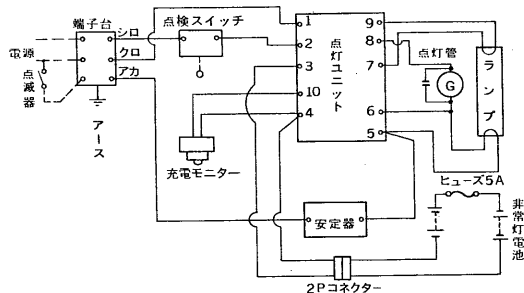 端子台
シロ
点検スイッチ
電源
クロ
点滅器
アカ
アース
充電モニター
1
2
3
10
4
点灯ユニット
9
8
7
6
5
点灯管
G
ランプ
安定器
ヒューズ5A
非常灯電池
2Pコネクター